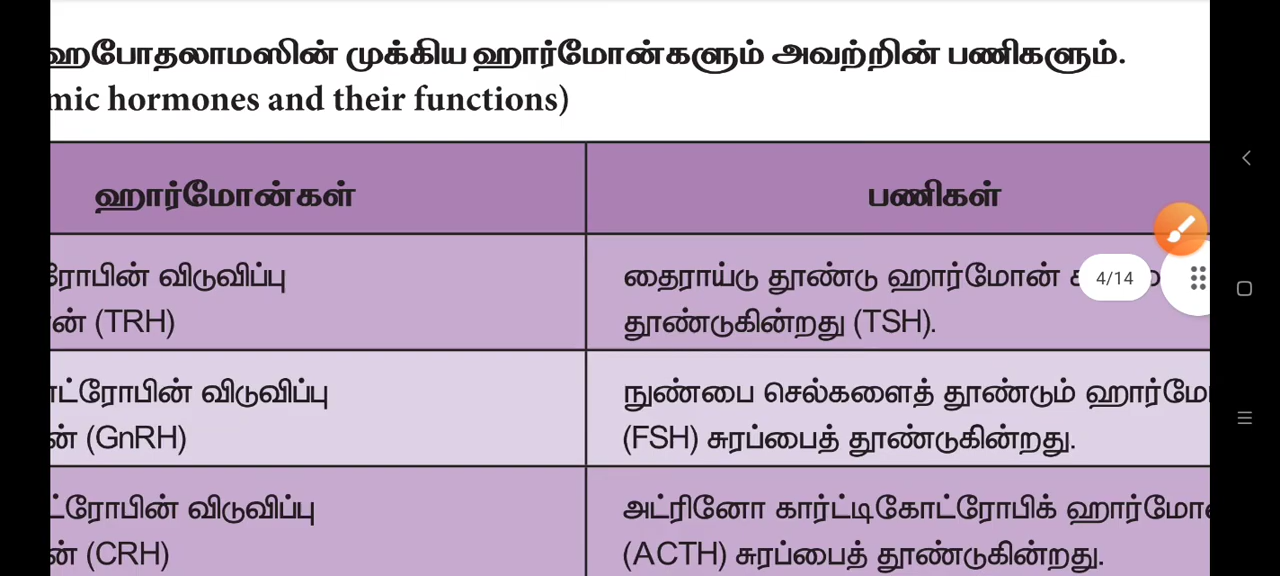 ஹைபோதலாமஸின் முக்கிய ஹார்மோன்களும் அவற்றின் பணிகளும்.
mic hormones and their functions)
ஹார்மோன்கள் பணிகள்
ரோபின் விடுவிப்பு
ன் (TRH)
தைராய்டு தூண்டு ஹார்மோன்
தூண்டுகின்றது (TSH).
4/14
ட்ரோபின் விடுவிப்பு
ன் (GnRH)
நுண்பை செல்களைத் தூண்டும் ஹார்மோ
(FSH) சுரப்பைத் தூண்டுகின்றது.
ட்ரோபின் விடுவிப்பு
ன் (CRH)
அட்ரினோ கார்ட்டிகோட்ரோபிக் ஹார்மோ
(ACTH) சுரப்பைத் தூண்டுகின்றது.